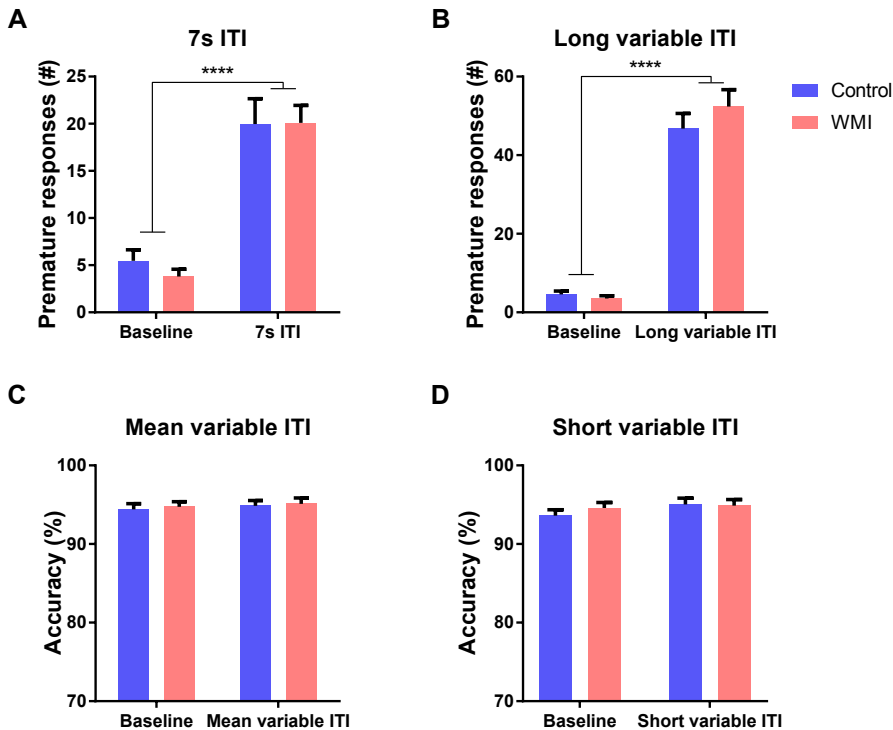 A
7s ITI
Premature responses (#)
25
20
15
10
5
0
****
Baseline
7s ITI
B
Long variable ITI
Premature responses (#)
60
40
20
0
****
Baseline
Long variable ITI
Control
WMI
C
Mean variable ITI
Accuracy (%)
100
90
80
70
Baseline
Mean variable ITI
D
Short variable ITI
Accuracy (%)
100
90
80
70
Baseline
Short variable ITI